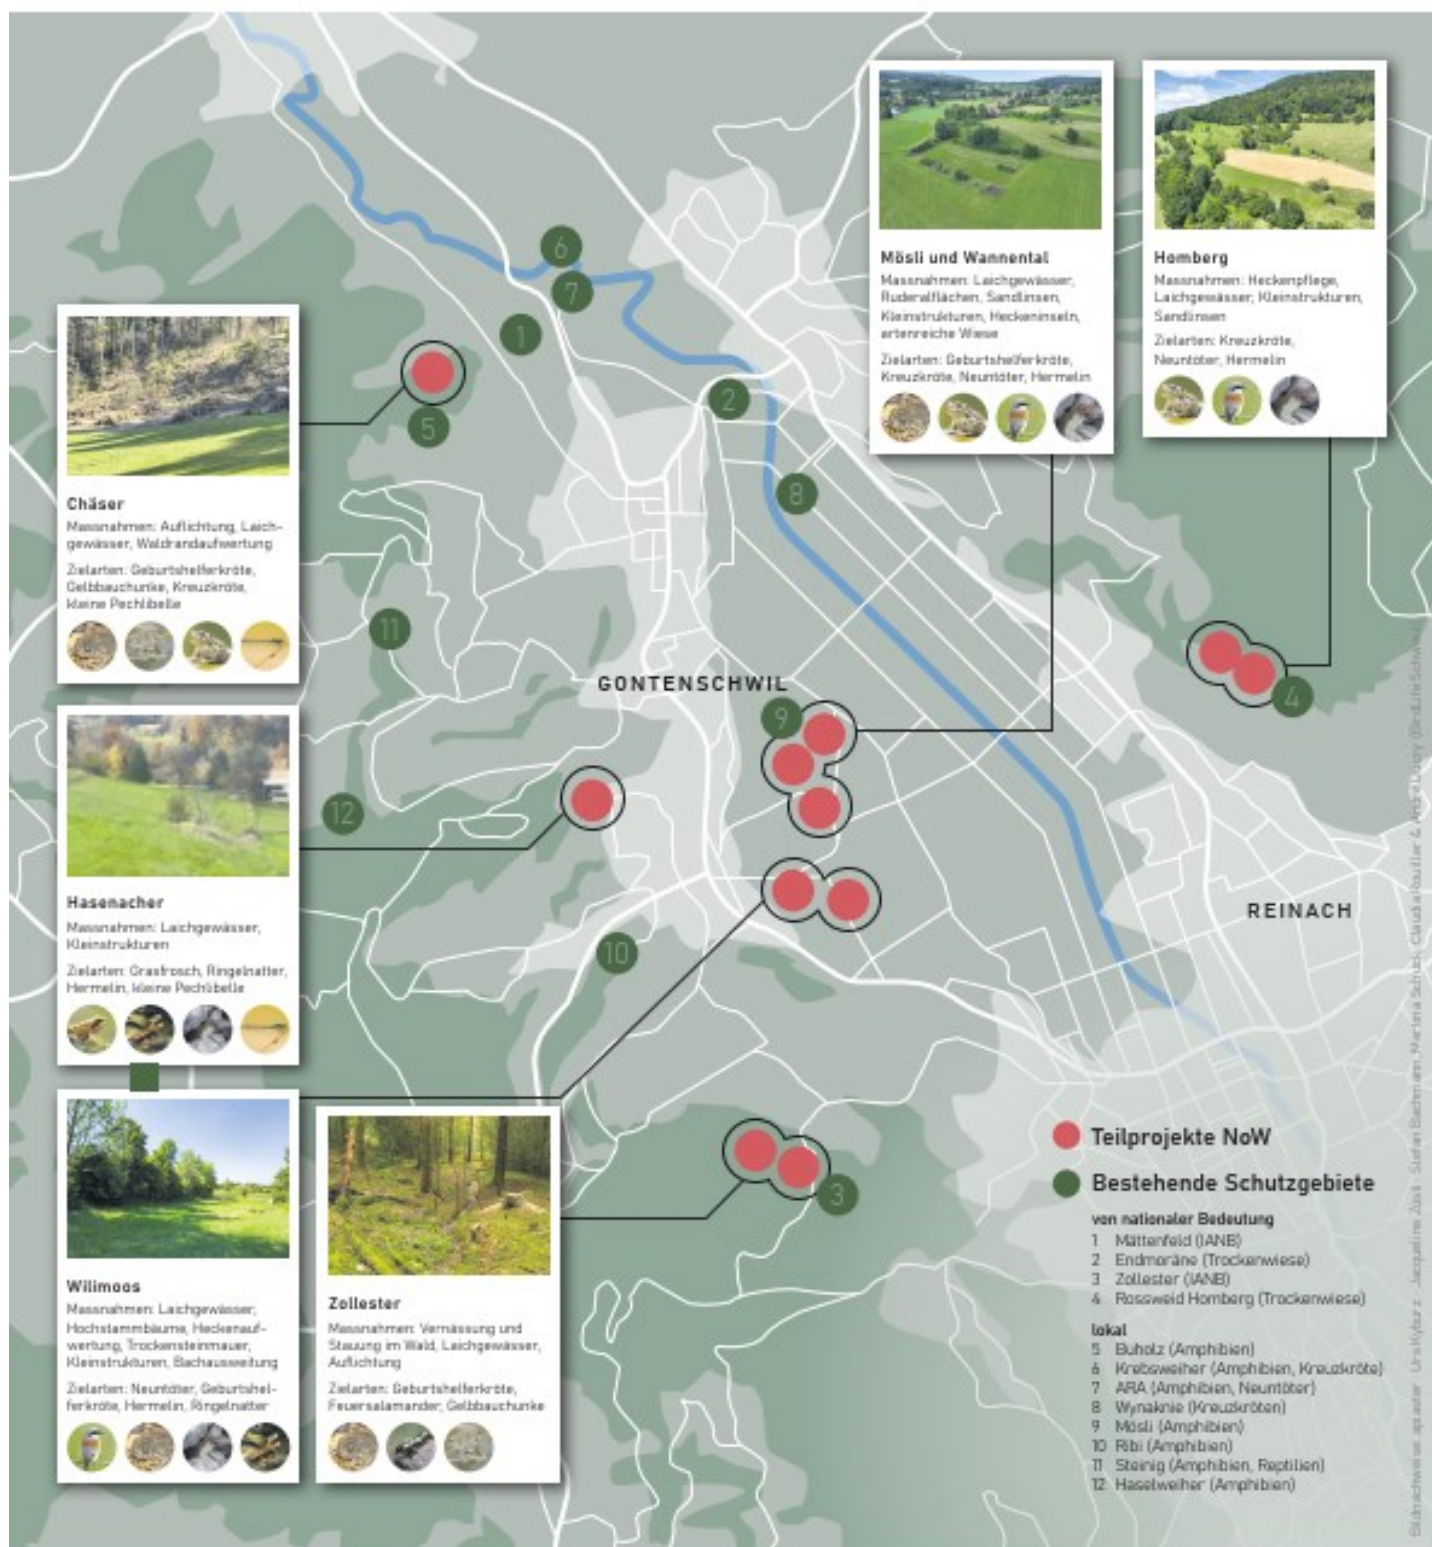 6
7
1
2
5
8
11
9
4
12
10
3
GONTENSCHWIL
REINACH
Mösli und Wannental
Massnahmen: Laichgewässer,
Ruderalflächen, Sandlinsen,
Kleinstrukturen, Heckeninseln,
artenreiche Wiese
Zielarten: Geburtshelferkröte,
Kreuzkröte, Neuntöter, Hermelin
Homberg
Massnahmen: Heckenpflege,
Laichgewässer, Kleinstrukturen,
Sandlinsen
Zielarten: Kreuzkröte,
Neuntöter, Hermelin
Chäser
Massnahmen: Auflichtung, Laich-
gewässer, Waldrandaufwertung
Zielarten: Geburtshelferkröte,
Gelbbauchunke, Kreuzkröte,
kleine Pechlibelle
Hasenacher
Massnahmen: Laichgewässer,
Kleinstrukturen
Zielarten: Grasfrosch, Ringelnatter,
Hermelin, kleine Pechlibelle
Wilimoos
Massnahmen: Laichgewässer,
Hochstammbäume, Heckenauf-
wertung, Trockensteinmauer,
Kleinstrukturen, Bachausweitung
Zielarten: Neuntöter, Geburtshel-
ferkröte, Hermelin, Ringelnatter
Zollester
Massnahmen: Vernässung und
Stauung im Wald, Laichgewässer,
Auflichtung
Zielarten: Geburtshelferkröte,
Feuersalamander, Gelbbauchunke
Teilprojekte NoW
Bestehende Schutzgebiete
von nationaler Bedeutung
1 Mättenfeld (IANB)
2 Endmoräne (Trockenwiese)
3 Zollester (IANB)
4 Rossweid Homberg (Trockenwiese)
lokal
5 Buholz (Amphibien)
6 Krebsweiher (Amphibien, Kreuzkröte)
7 ARA (Amphibien, Neuntöter)
8 Wynaknie (Kreuzkröten)
9 Mösli (Amphibien)
10 Ribi (Amphibien)
11 Steinig (Amphibien, Reptilien)
12 Haselweiher (Amphibien)